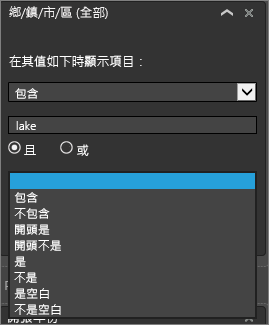 鄉/鎮/市/區 (全部)
在其值如下時顯示項目：
包含
lake
且 或
包含
不包含
開頭是
開頭不是
是
不是
是空白
不是空白